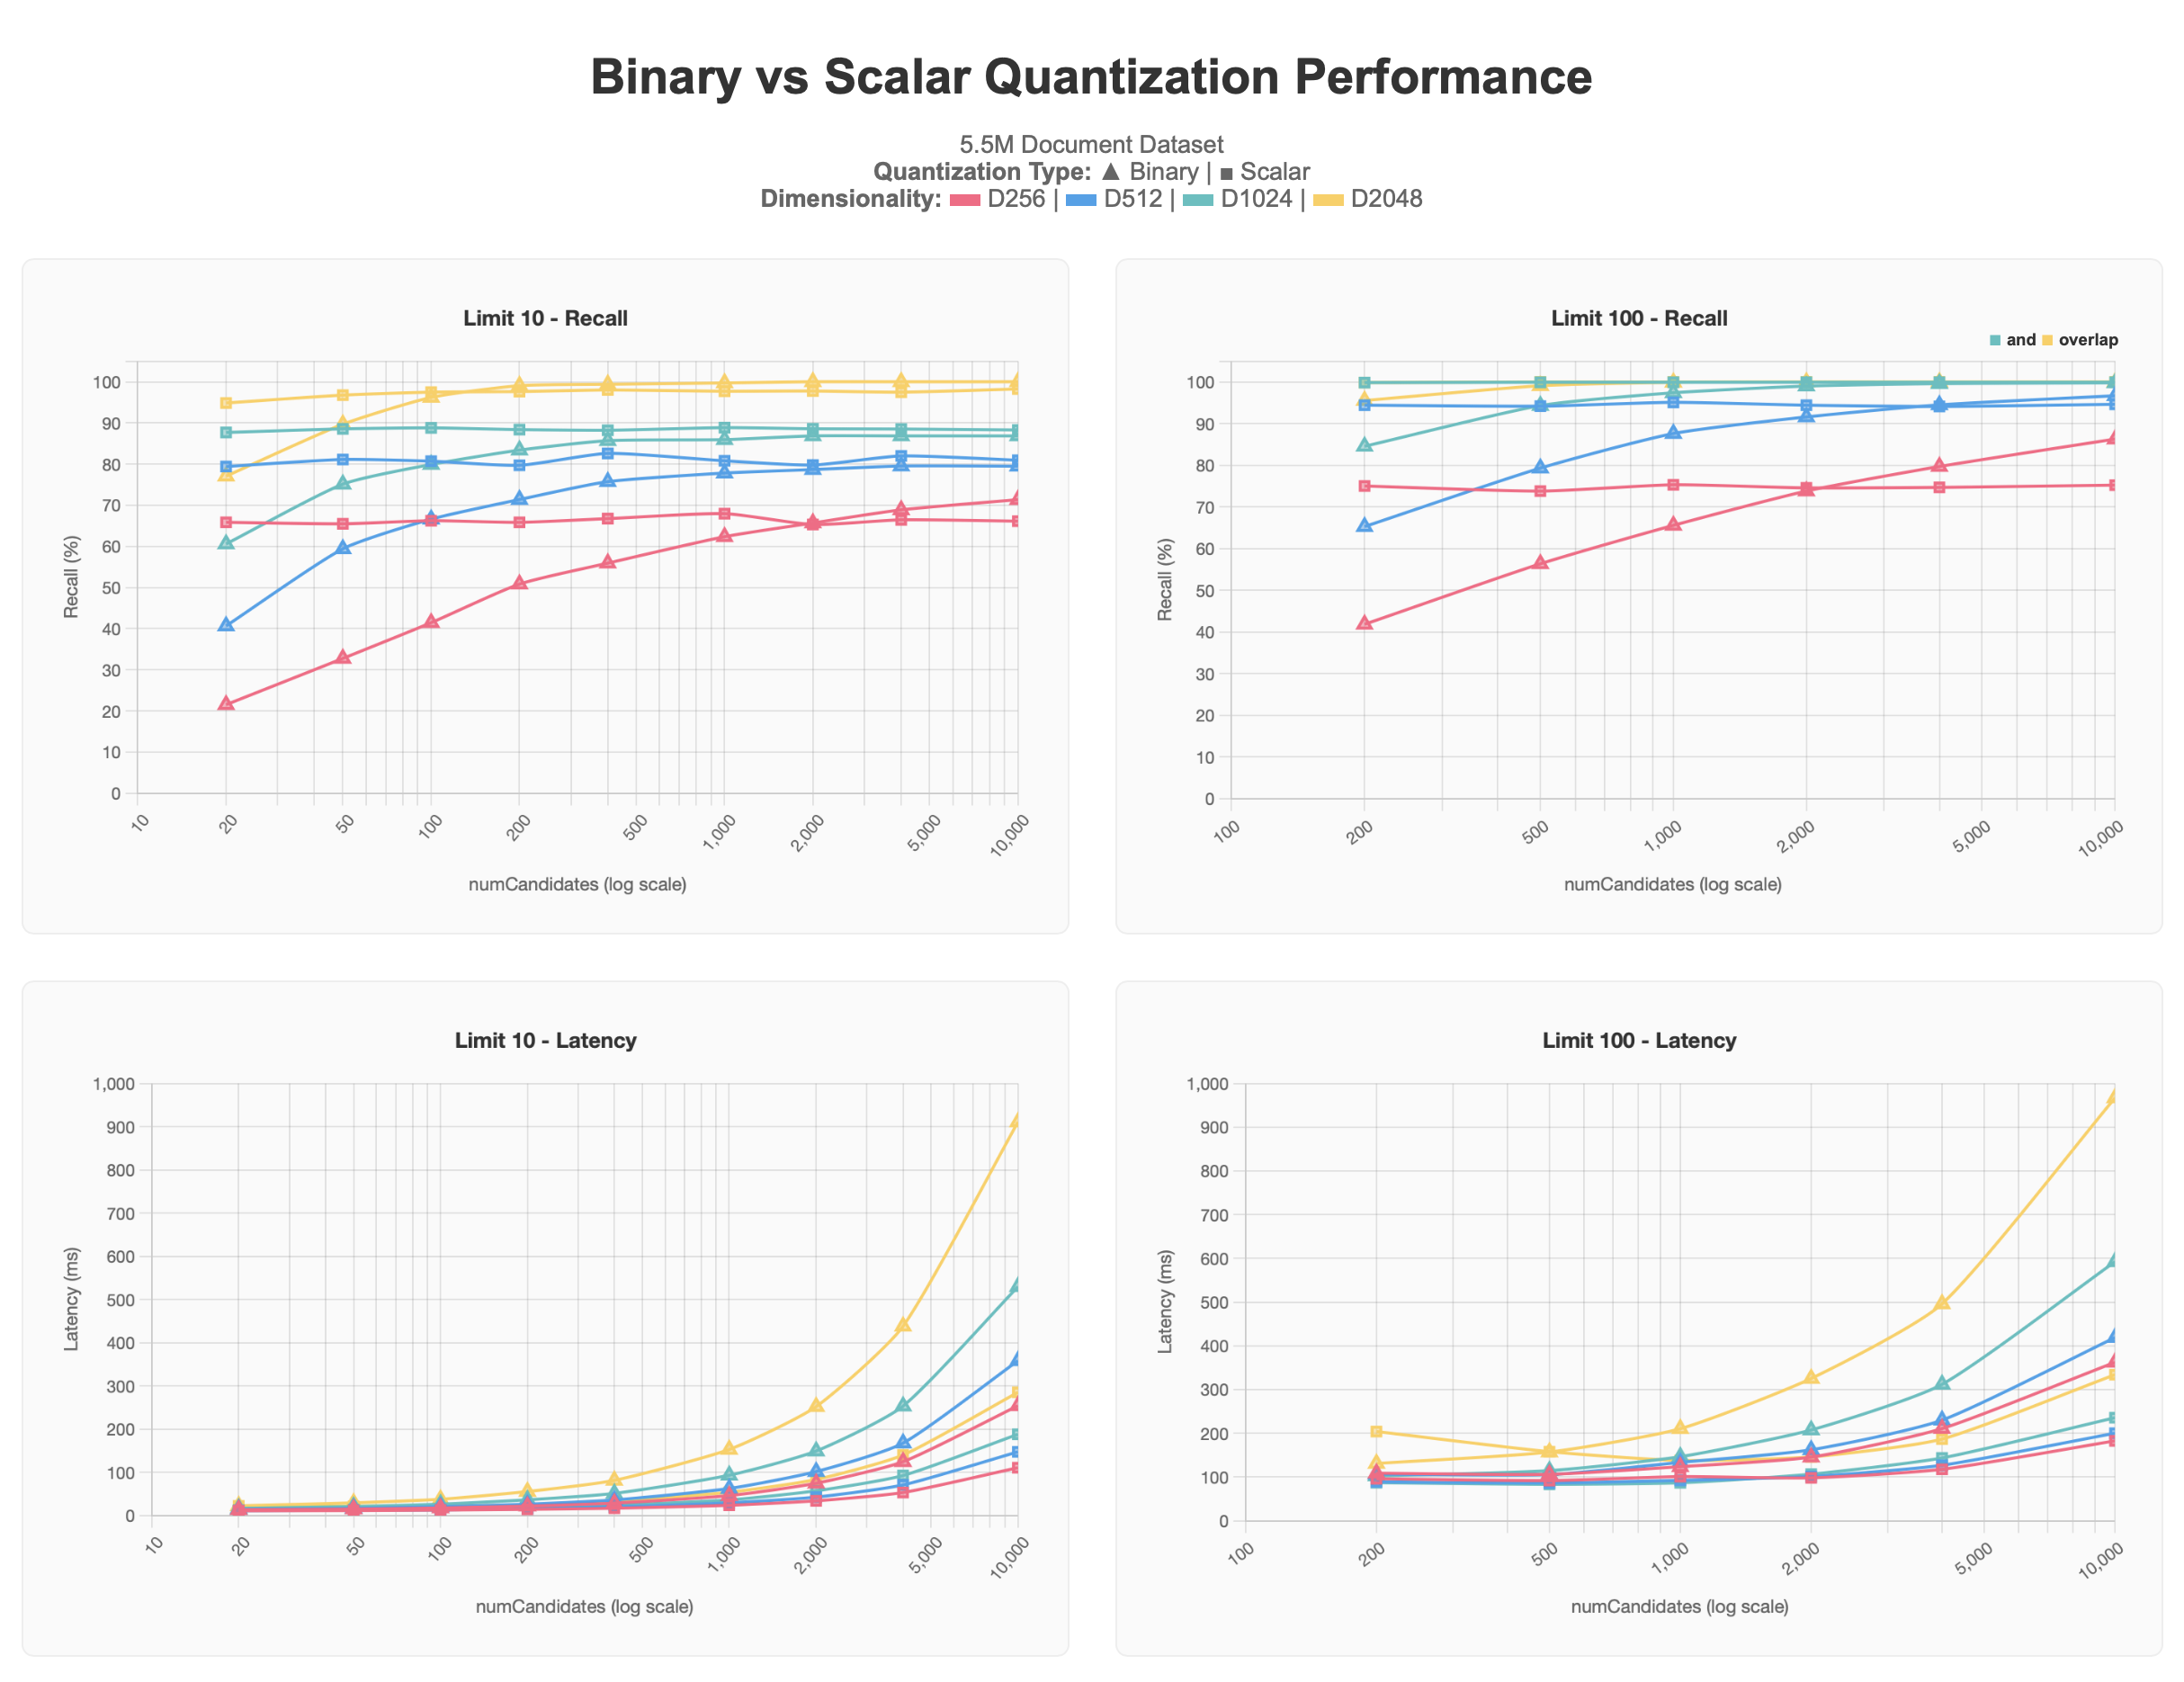 Binary vs Scalar Quantization Performance
5.5M Document Dataset
Quantization Type: ▲ Binary | ■ Scalar
Dimensionality: D256 | D512 | D1024 | D2048
Limit 10 - Recall
Recall (%)
100
90
80
70
60
50
40
30
20
10
0
10 20 50 100 200 500 1,000 2,000 5,000 10,000
numCandidates (log scale)
Limit 100 - Recall
and overlap
Recall (%)
100
90
80
70
60
50
40
30
20
10
0
100 200 500 1,000 2,000 5,000 10,000
numCandidates (log scale)
Limit 10 - Latency
Latency (ms)
1,000
900
800
700
600
500
400
300
200
100
0
10 20 50 100 200 500 1,000 2,000 5,000 10,000
numCandidates (log scale)
Limit 100 - Latency
Latency (ms)
1,000
900
800
700
600
500
400
300
200
100
0
100 200 500 1,000 2,000 5,000 10,000
numCandidates (log scale)